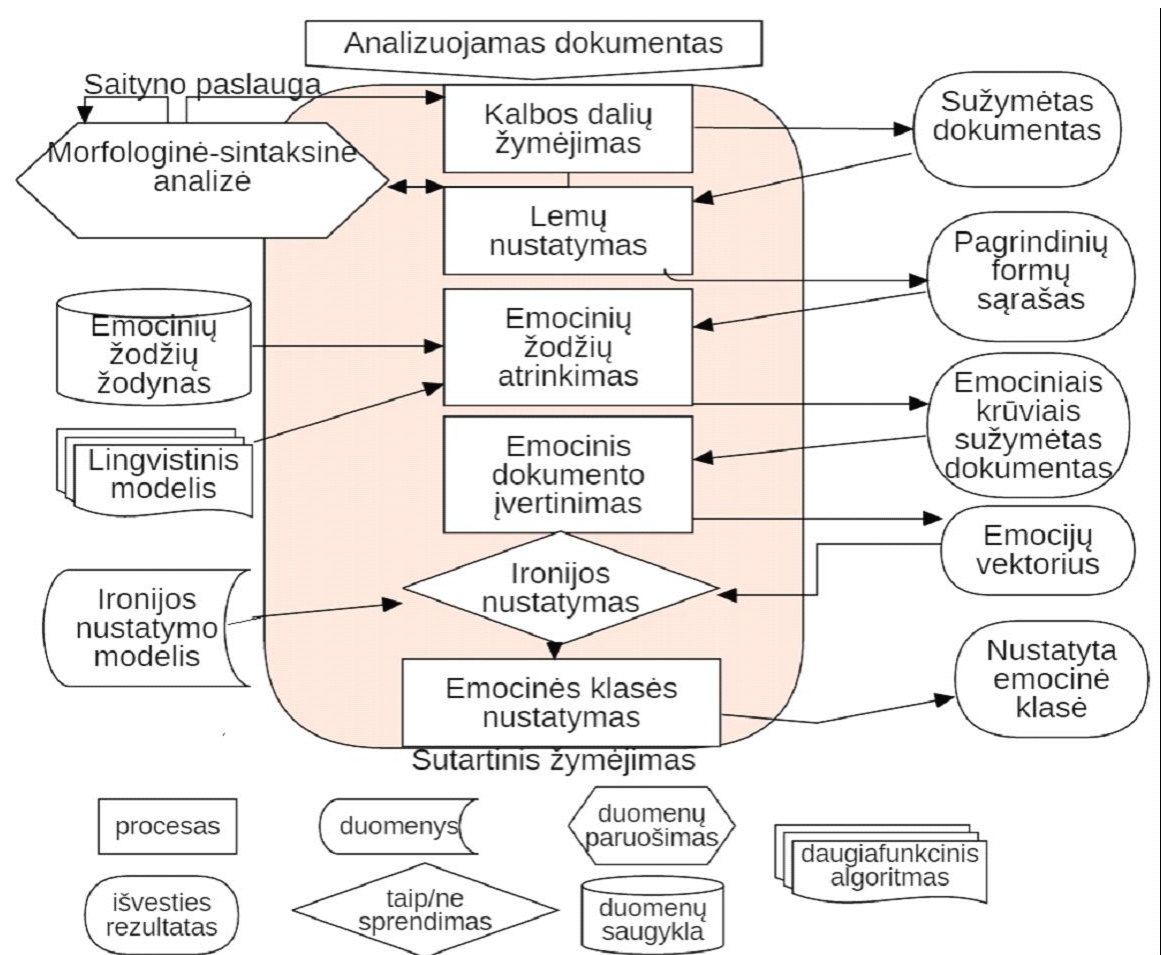 Analizuojamas dokumentas
Saityno paslauga
Kalbos dalių
žymėjimas
Sužymėtas
dokumentas
Morfologinė-sintaksinė
analizė
Lemų
nustatymas
Pagrindinių
formų
sąrašas
Emocinių
žodžių
žodynas
Emocinių
žodžių
atrinkimas
Emociniais
krūviais
sužymėtas
dokumentas
Lingvistinis
modelis
Emocinis
dokumento
įvertinimas
Emocijų
vektorius
Ironijos
nustatymas
Ironijos
nustatymo
modelis
Emocinės klasės
nustatymas
Nustatyta
emocinė
klasė
Sutartinis žymėjimas
procesas
duomenys
duomenų
paruošimas
daugiafunkcinis
algoritmas
išvesties
rezultatas
taip/ne
sprendimas
duomenų
saugykla